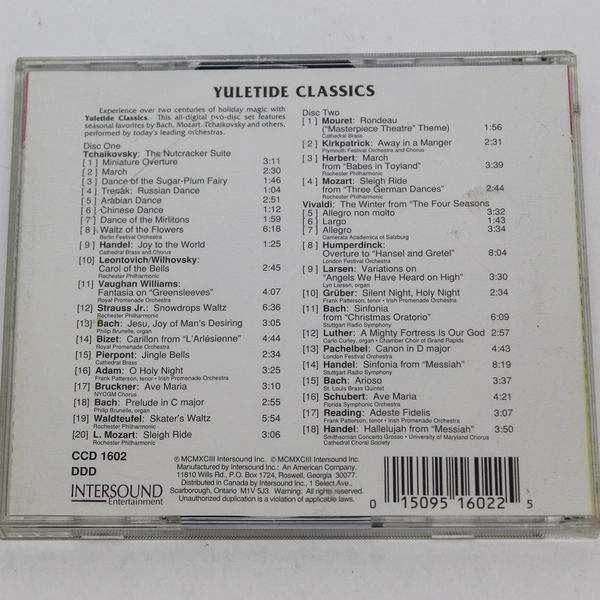 YULETIDE CLASSICS
Experience over two centuries of holiday magic with
Yuletide Classics. This all-digital two-disc set features
seasonal favorites by Bach, Mozart, Tchaikovsky and others,
performed by today's leading orchestras.
Disc One
Tchaikovsky: The Nutcracker Suite
[ 1 ] Miniature Overture 3:11
[ 2 ] March 2:30
[ 3 ] Dance of the Sugar-Plum Fairy 1:46
[ 4 ] Trepak: Russian Dance 1:04
[ 5 ] Arabian Dance 2:51
[ 6 ] Chinese Dance 1:12
[ 7 ] Dance of the Mirlitons 1:59
[ 8 ] Waltz of the Flowers 6:18
Berlin Festival Orchestra
[ 9 ] Handel: Joy to the World 1:25
Cathedral Brass and Chorus
[10] Leontovich/Wilhovsky:
Carol of the Bells 2:45
Rochester Philharmonic
[11] Vaughan Williams:
Fantasia on "Greensleeves" 4:07
Royal Promenade Orchestra
[12] Strauss Jr.: Snowdrops Waltz 6:36
Rochester Philharmonic
[13] Bach: Jesu, Joy of Man's Desiring 3:05
Philip Brunelle, organ
[14] Bizet: Carillon from "L'Arlésienne" 4:44
Royal Promenade Orchestra
[15] Pierpont: Jingle Bells 2:34
Cathedral Brass
[16] Adam: O Holy Night 3:25
Frank Patterson, tenor • Irish Promenade Orchestra
[17] Bruckner: Ave Maria 3:10
NYCGM Chorus
[18] Bach: Prelude in C major 2:55
Philip Brunelle, organ
[19] Waldteufel: Skater's Waltz 5:54
[20] L. Mozart: Sleigh Ride 3:06
Rochester Philharmonic
CCD 1602
DDD
INTERSOUND
Entertainment
Disc Two
[ 1 ] Mouret: Rondeau
("Masterpiece Theatre" Theme) 1:56
Cathedral Brass
[ 2 ] Kirkpatrick: Away in a Manger 2:31
Plymouth Festival Orchestra and Chorus
[ 3 ] Herbert: March
from "Babes in Toyland" 3:39
Rochester Philharmonic
[ 4 ] Mozart: Sleigh Ride
from "Three German Dances" 2:44
Rochester Philharmonic
Vivaldi: The Winter from "The Four Seasons
[ 5 ] Allegro non molto 3:32
[ 6 ] Largo 1:43
[ 7 ] Allegro 3:34
Camerata Academica of Salzburg
[ 8 ] Humperdinck:
Overture to "Hansel and Gretel" 8:04
London Festival Orchestra
[ 9 ] Larsen: Variations on
"Angels We Have Heard on High" 3:30
Lyn Larsen, organ
[10] Grüber: Silent Night, Holy Night 2:34
Frank Patterson, tenor • Irish Promenade Orchestra
[11] Bach: Sinfonia
from "Christmas Oratorio" 6:09
Stuttgart Radio Symphony
[12] Luther: A Mighty Fortress Is Our God 2:57
Carlo Curley, organ • Chamber Choir of Grand Rapids
[13] Pachelbel: Canon in D major 4:43
London Festival Orchestra
[14] Handel: Sinfonia from "Messiah" 8:19
Stuttgart Radio Symphony
[15] Bach: Arioso 3:37
St. Louis Brass Quintet
[16] Schubert: Ave Maria 4:21
Florida Symphonic Orchestra
[17] Reading: Adeste Fidelis 3:07
Frank Patterson, tenor • Irish Promenade Orchestra
[18] Handel: Hallelujah from "Messiah" 3:50
Smithsonian Concerto Grosso • University of Maryland Chorus
Cathedral Choral Society
℗ MCMXCIII Intersound Inc. © MCMXCIII Intersound Inc.
Manufactured by Intersound Inc.: An American Company.
11810 Wills Rd., P.O. Box 1724, Roswell, Georgia 30077.
Distributed in Canada by Intersound Inc., 1 Select Ave.,
Scarborough, Ontario M1V 5J3. Warning: All rights reserved.
Unauthorized duplication is a violation of applicable laws.
0 15095 16022 5